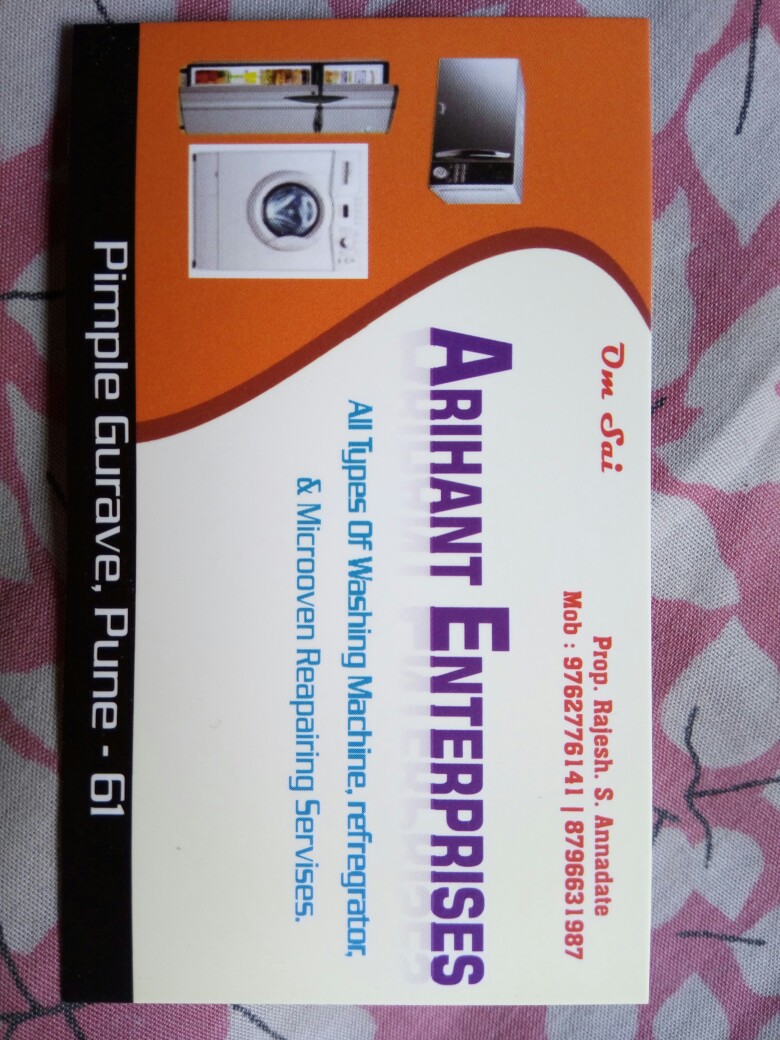 Om Sai
Prop. Rajesh. S. Annadate
Mob : 9762776141 | 8796631987
ARIHANT ENTERPRISES
All Types Of Washing Machine, refregrator,
& Microoven Reapairing Servises.
Pimple Gurave, Pune - 61